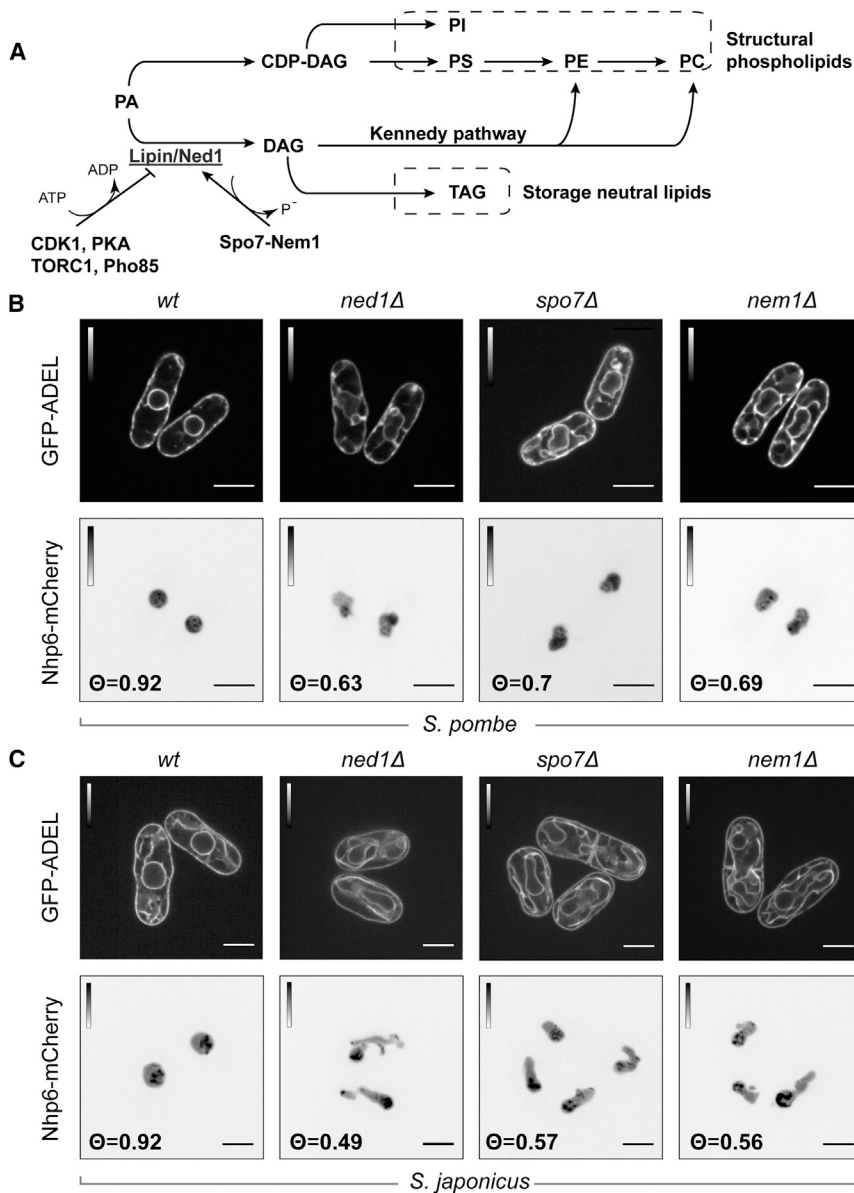 A
PI
CDP-DAG
PS
PE
PC
Structural
phospholipids
PA
DAG
Kennedy pathway
Lipin/Ned1
ADP
ATP
TAG
Storage neutral lipids
P-
CDK1, PKA
TORC1, Pho85
Spo7-Nem1
B
wt
ned1Δ
spo7Δ
nem1Δ
GFP-ADEL
Nhp6-mCherry
Θ=0.92
Θ=0.63
Θ=0.7
Θ=0.69
S. pombe
C
wt
ned1Δ
spo7Δ
nem1Δ
GFP-ADEL
Nhp6-mCherry
Θ=0.92
Θ=0.49
Θ=0.57
Θ=0.56
S. japonicus